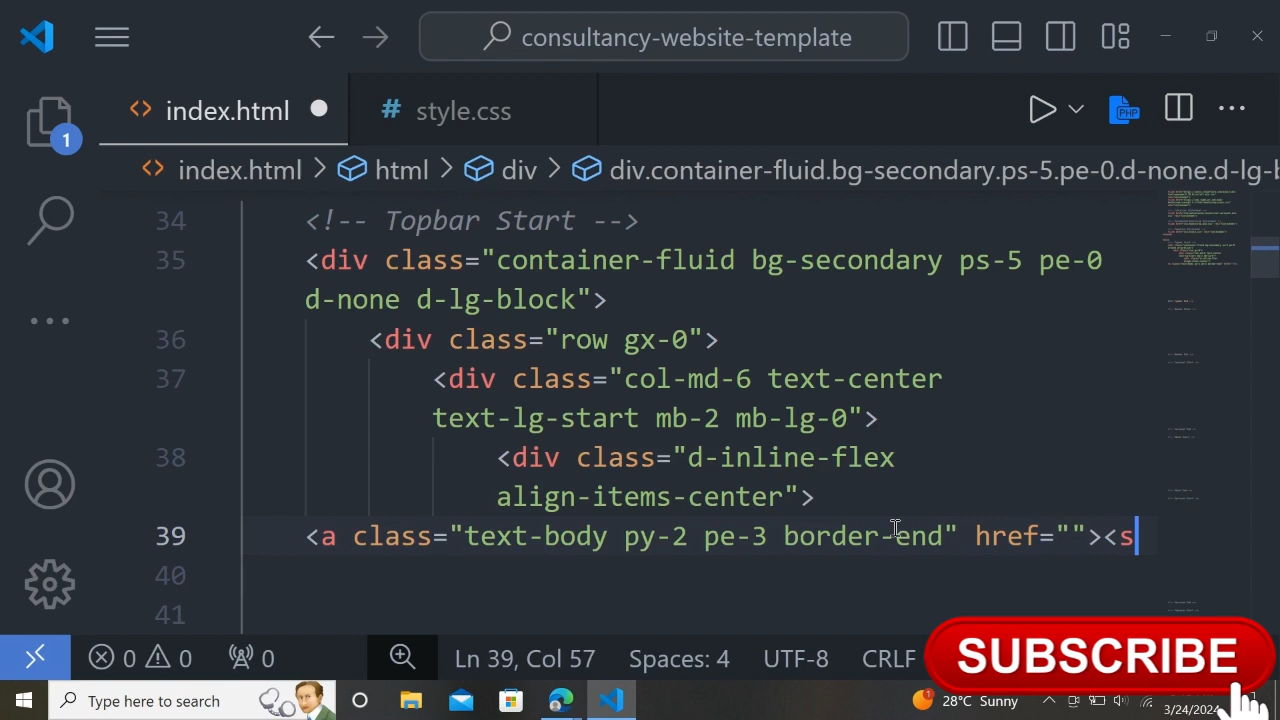 consultancy-website-template
index.html
style.css
PHP
1
index.html > html > div > div.container-fluid.bg-secondary.ps-5.pe-0.d-none.d-lg-b
34 <!-- Topbar Start -->
35 <div class="container-fluid bg-secondary ps-5 pe-0
d-none d-lg-block">
36 <div class="row gx-0">
37 <div class="col-md-6 text-center
text-lg-start mb-2 mb-lg-0">
38 <div class="d-inline-flex
align-items-center">
39 <a class="text-body py-2 pe-3 border-end" href=""><s
40
41
0 0 0 Ln 39, Col 57 Spaces: 4 UTF-8 CRLF
SUBSCRIBE
Type here to search
28°C Sunny
3/24/2024